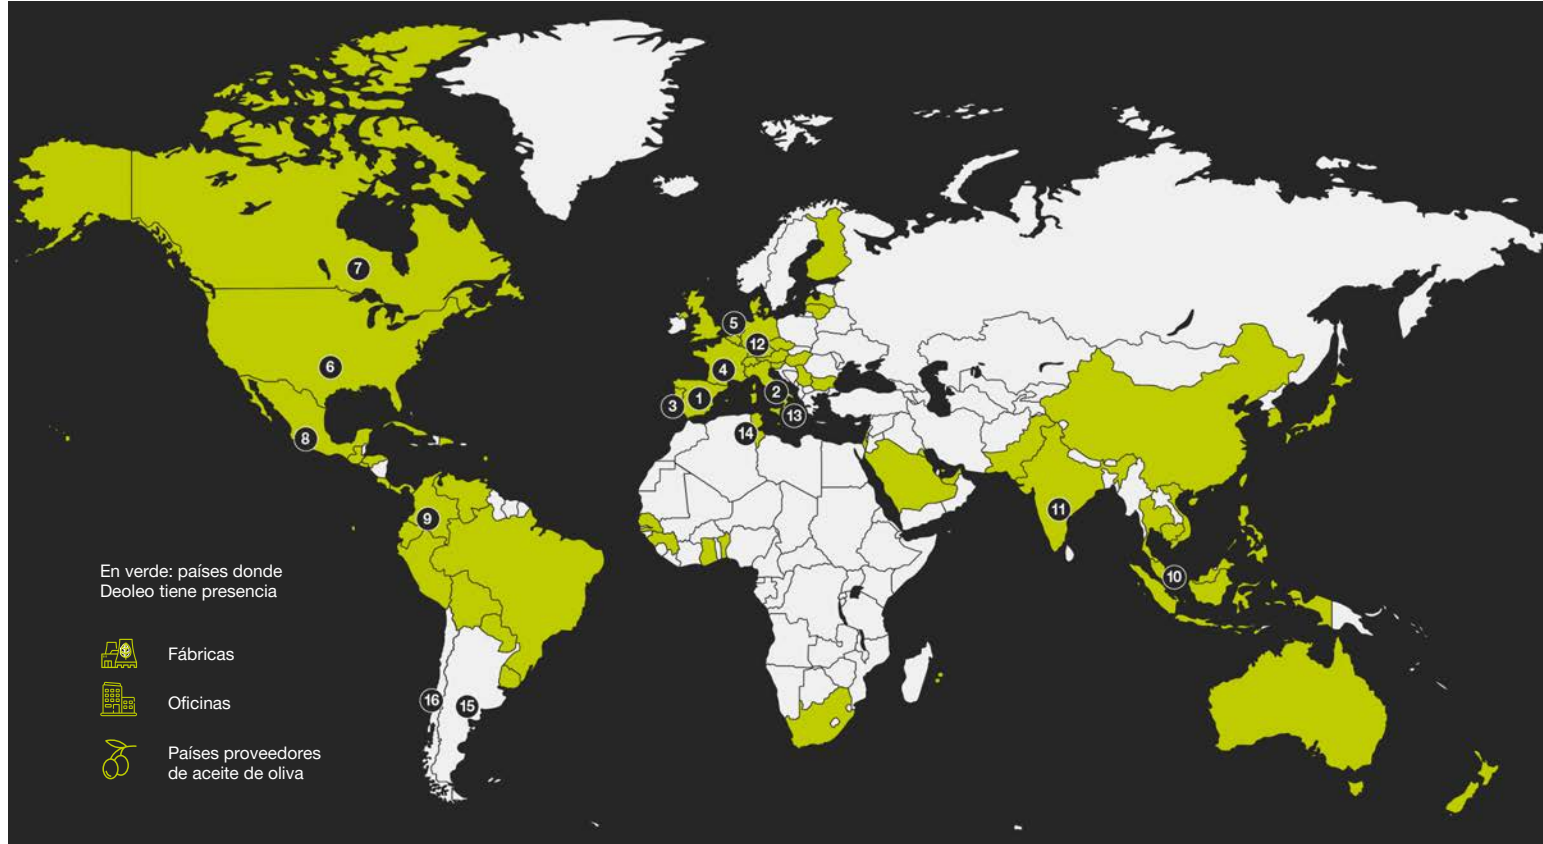 7
5
12
6
4
1
2
3
13
8
14
11
9
En verde: países donde
Deoleo tiene presencia
10
Fábricas
Oficinas
16
15
Países proveedores
de aceite de oliva